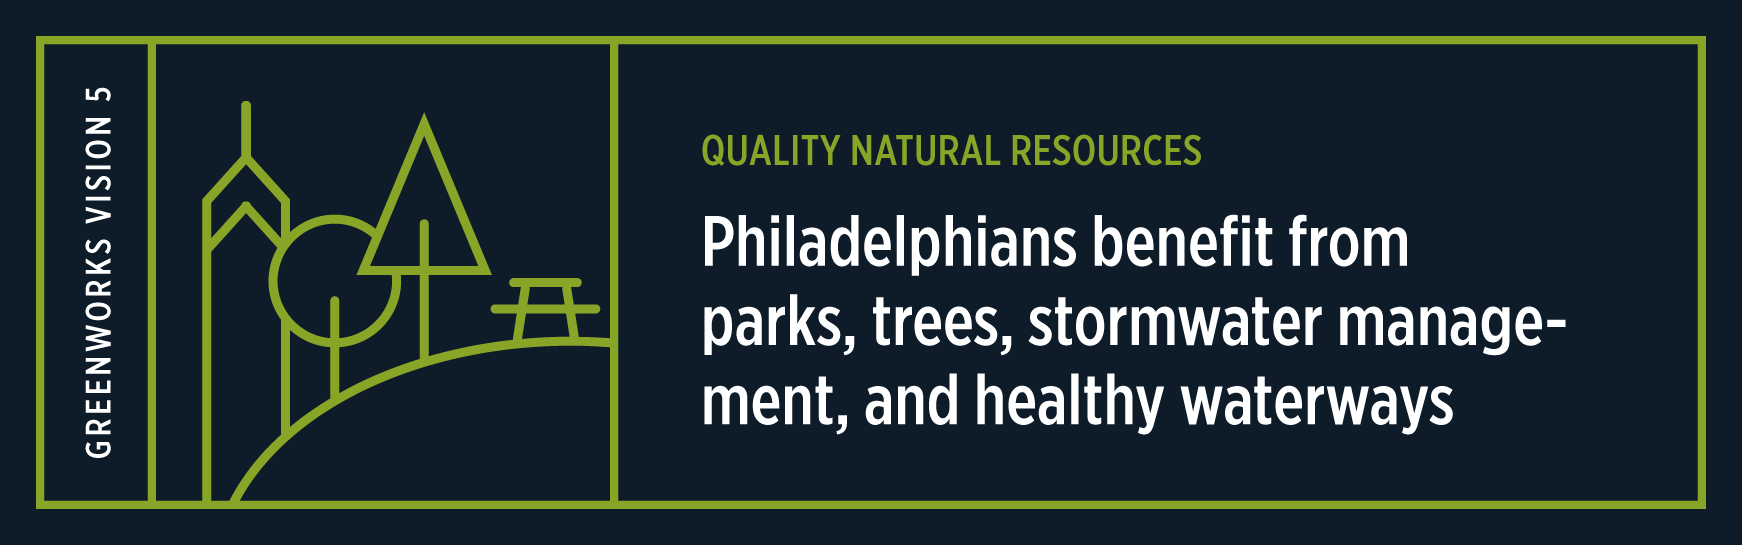 GREENWORKS VISION 5
QUALITY NATURAL RESOURCES
Philadelphians benefit from
parks, trees, stormwater manage-
ment, and healthy waterways